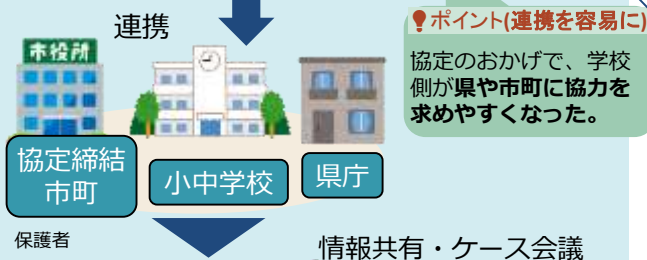 連携
ポイント(連携を容易に)
市役所
協定のおかげで、学校
側が県や市町に協力を
求めやすくなった。
協定締結
市町
小中学校
県庁
保護者
情報共有・ケース会議